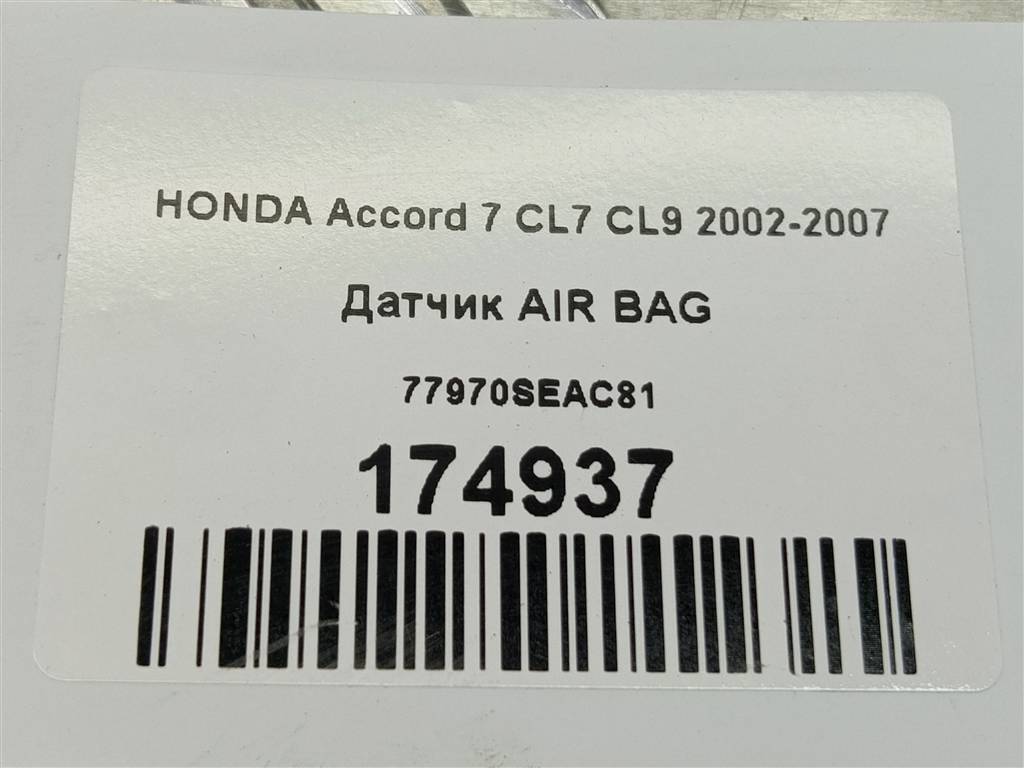 HONDA Accord 7 CL7 CL9 2002-2007
Датчик AIR BAG
77970SEAC81
174937